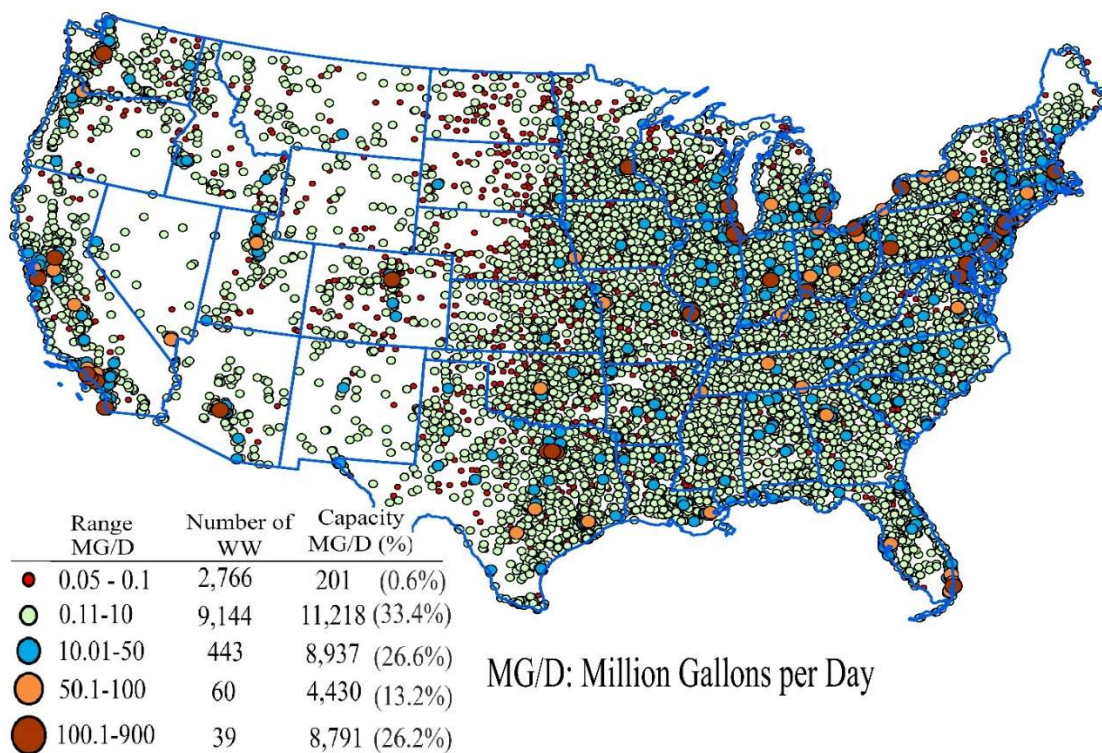 Range Number of Capacity
MG/D WW MG/D (%)
0.05 - 0.1 2,766 201 (0.6%)
0.11-10 9,144 11,218 (33.4%)
10.01-50 443 8,937 (26.6%)
50.1-100 60 4,430 (13.2%)
100.1-900 39 8,791 (26.2%)
MG/D: Million Gallons per Day